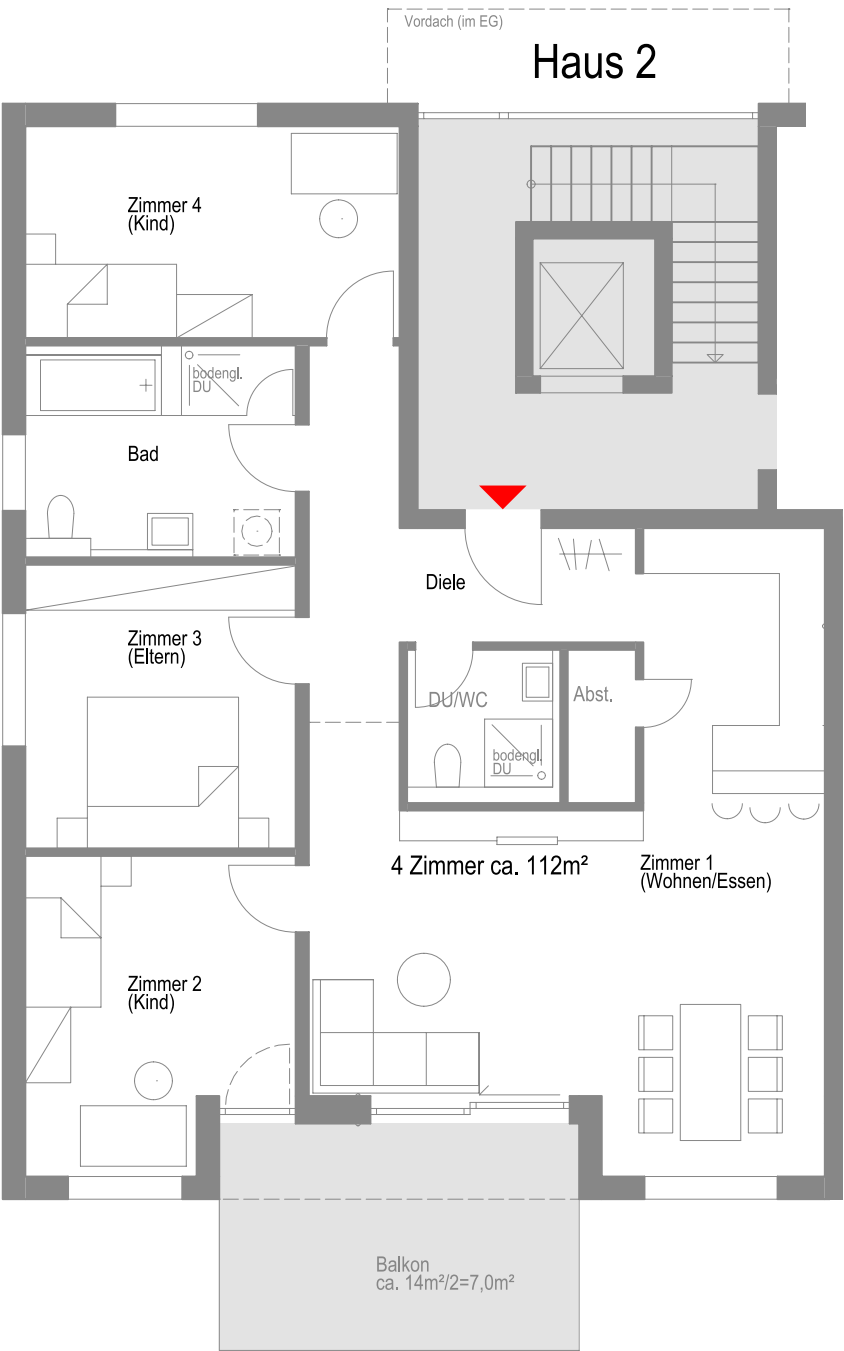 Vordach (im EG)
Haus 2
Zimmer 4
(Kind)
bodengl.
DU
Bad
Diele
Zimmer 3
(Eltern)
DU/WC
Abst.
bodengl.
DU
4 Zimmer ca. 112m²
Zimmer 1
(Wohnen/Essen)
Zimmer 2
(Kind)
Balkon
ca. 14m²/2=7,0m²